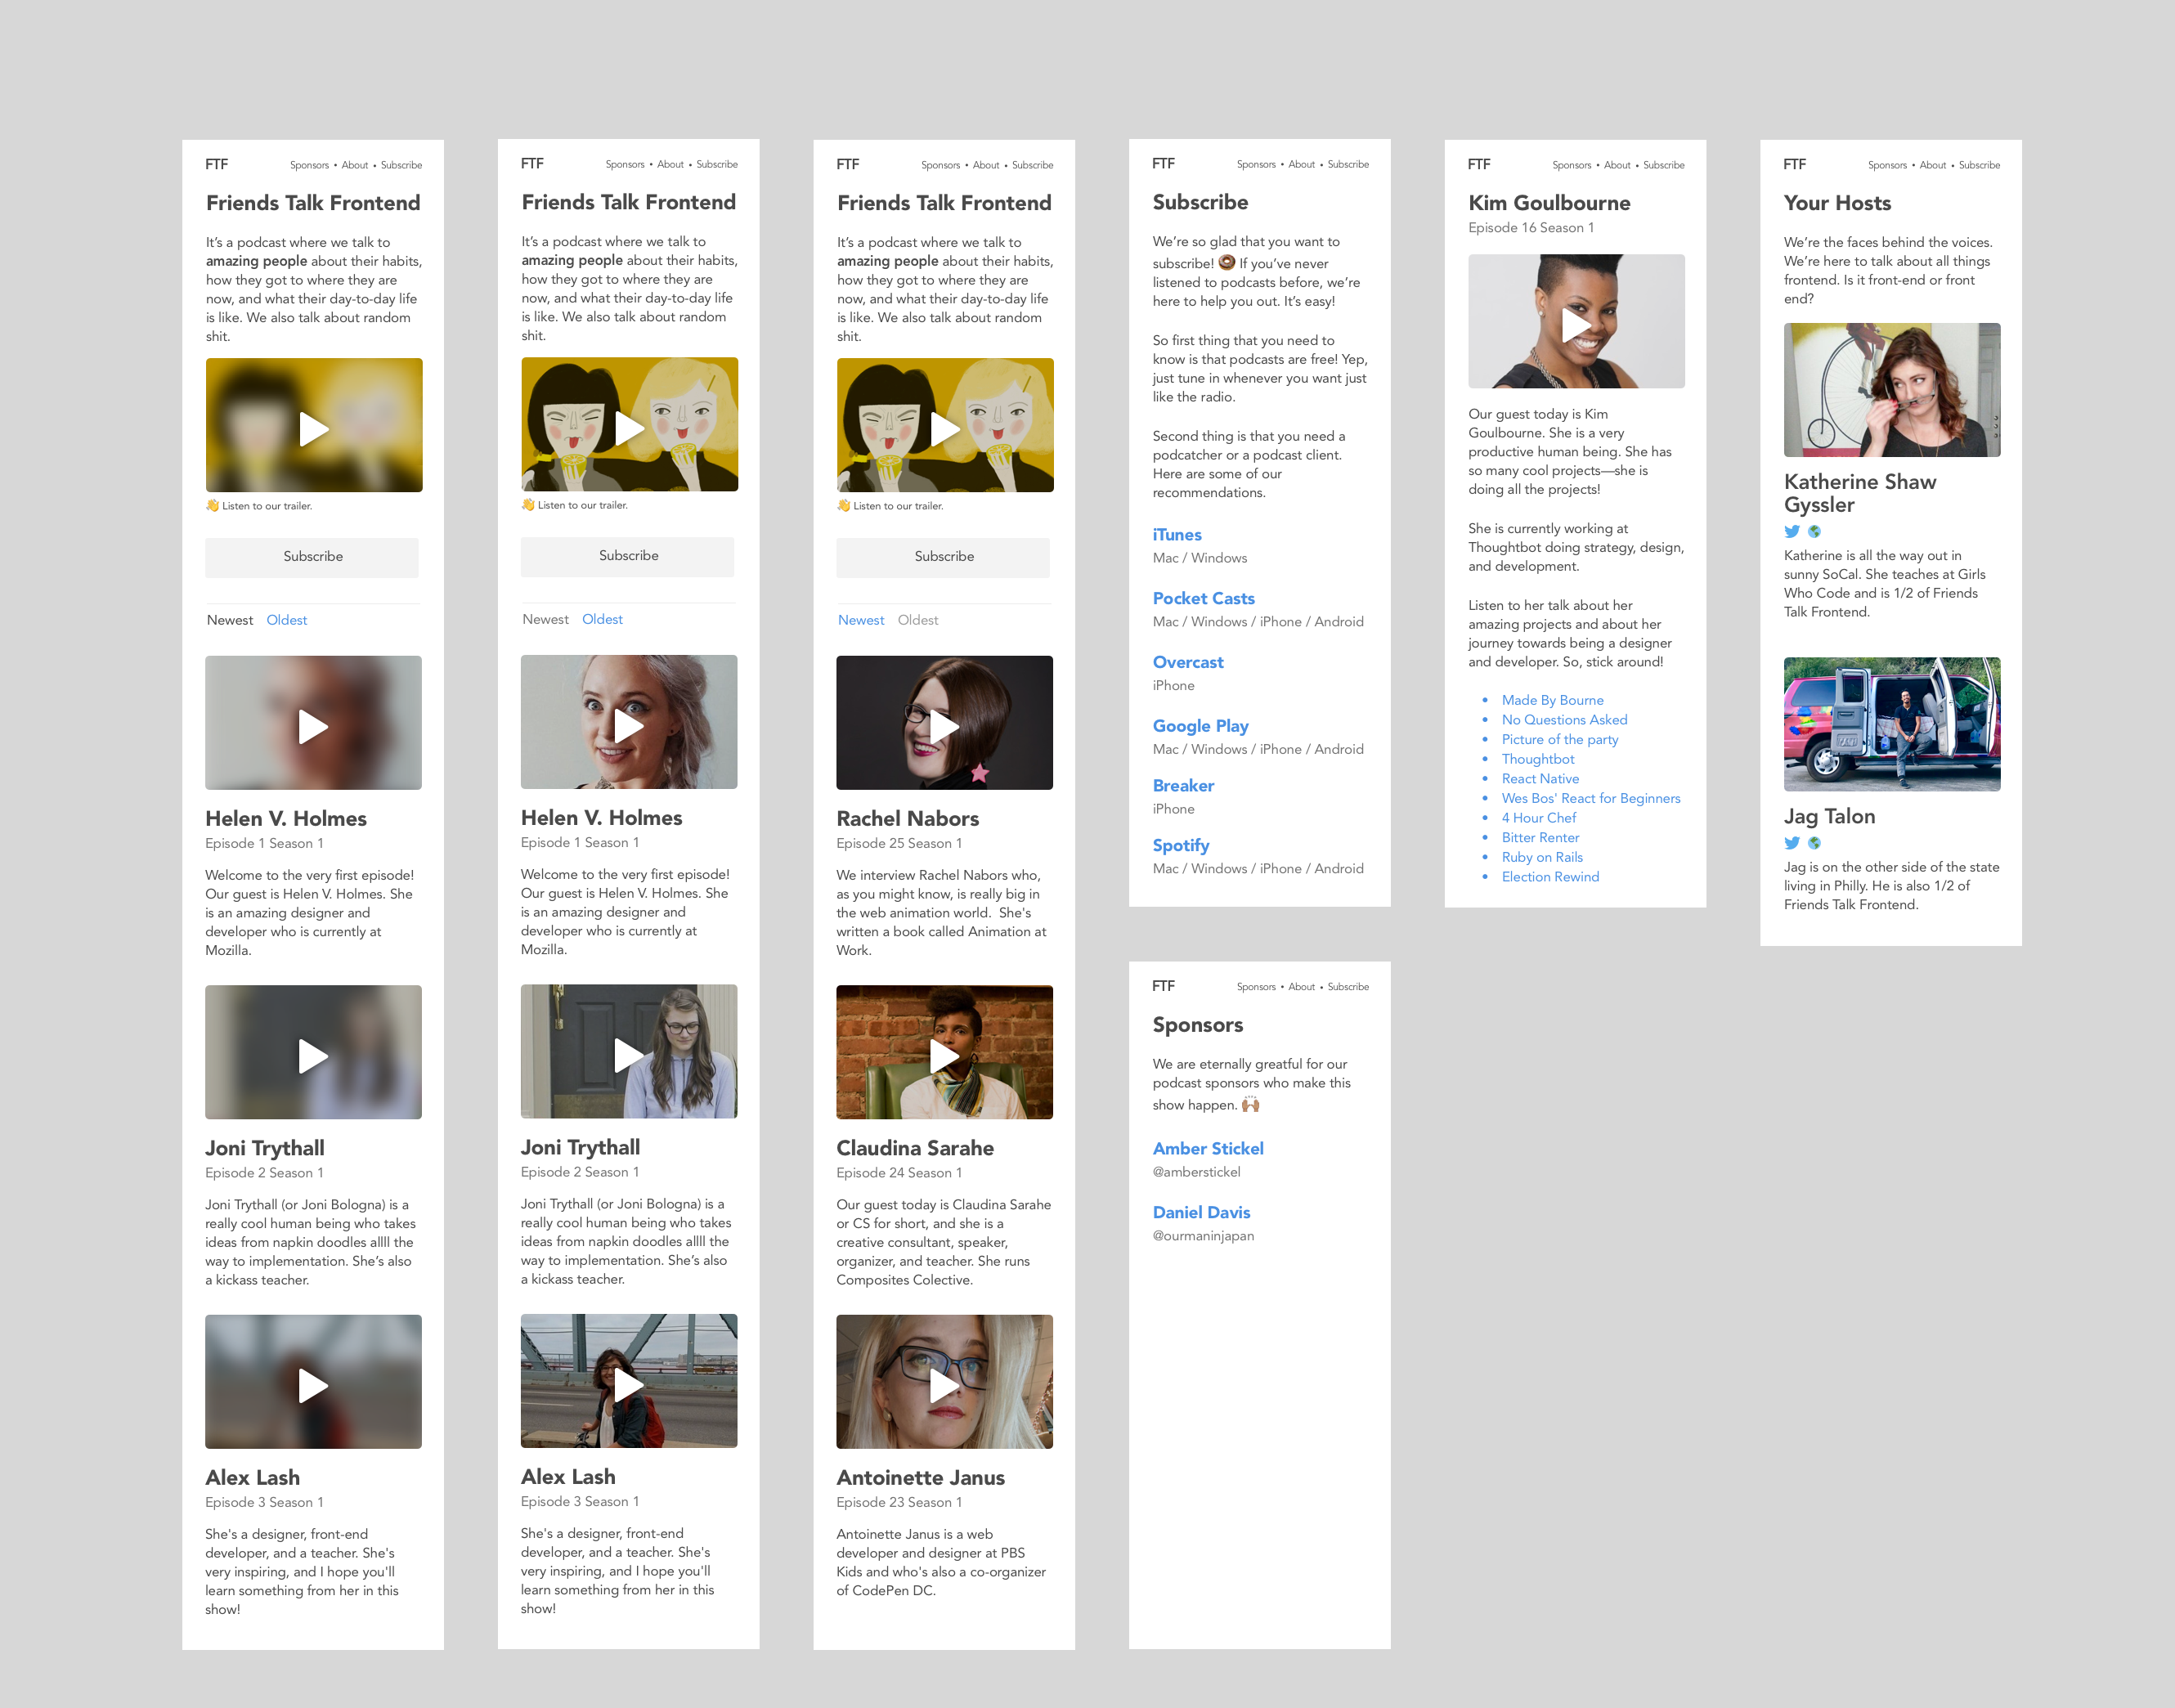 FTF
Sponsors • About • Subscribe
Friends Talk Frontend
It’s a podcast where we talk to
amazing people about their habits,
how they got to where they are
now, and what their day-to-day life
is like. We also talk about random
shit.
👋 Listen to our trailer.
Subscribe
Newest Oldest
Helen V. Holmes
Episode 1 Season 1
Welcome to the very first episode!
Our guest is Helen V. Holmes. She
is an amazing designer and
developer who is currently at
Mozilla.
Joni Trythall
Episode 2 Season 1
Joni Trythall (or Joni Bologna) is a
really cool human being who takes
ideas from napkin doodles allll the
way to implementation. She’s also
a kickass teacher.
Alex Lash
Episode 3 Season 1
She's a designer, front-end
developer, and a teacher. She's
very inspiring, and I hope you'll
learn something from her in this
show!
FTF
Sponsors • About • Subscribe
Friends Talk Frontend
It’s a podcast where we talk to
amazing people about their habits,
how they got to where they are
now, and what their day-to-day life
is like. We also talk about random
shit.
👋 Listen to our trailer.
Subscribe
Newest Oldest
Helen V. Holmes
Episode 1 Season 1
Welcome to the very first episode!
Our guest is Helen V. Holmes. She
is an amazing designer and
developer who is currently at
Mozilla.
Joni Trythall
Episode 2 Season 1
Joni Trythall (or Joni Bologna) is a
really cool human being who takes
ideas from napkin doodles allll the
way to implementation. She’s also
a kickass teacher.
Alex Lash
Episode 3 Season 1
She's a designer, front-end
developer, and a teacher. She's
very inspiring, and I hope you'll
learn something from her in this
show!
FTF
Sponsors • About • Subscribe
Friends Talk Frontend
It’s a podcast where we talk to
amazing people about their habits,
how they got to where they are
now, and what their day-to-day life
is like. We also talk about random
shit.
👋 Listen to our trailer.
Subscribe
Newest Oldest
Rachel Nabors
Episode 25 Season 1
We interview Rachel Nabors who,
as you might know, is really big in
the web animation world.  She's
written a book called Animation at
Work.
Claudina Sarahe
Episode 24 Season 1
Our guest today is Claudina Sarahe
or CS for short, and she is a
creative consultant, speaker,
organizer, and teacher. She runs
Composites Colective.
Antoinette Janus
Episode 23 Season 1
Antoinette Janus is a web
developer and designer at PBS
Kids and who's also a co-organizer
of CodePen DC.
FTF
Sponsors • About • Subscribe
Subscribe
We’re so glad that you want to
subscribe! 🍩 If you’ve never
listened to podcasts before, we’re
here to help you out. It’s easy!
So first thing that you need to
know is that podcasts are free! Yep,
just tune in whenever you want just
like the radio.
Second thing is that you need a
podcatcher or a podcast client.
Here are some of our
recommendations.
iTunes
Mac / Windows
Pocket Casts
Mac / Windows / iPhone / Android
Overcast
iPhone
Google Play
Mac / Windows / iPhone / Android
Breaker
iPhone
Spotify
Mac / Windows / iPhone / Android
FTF
Sponsors • About • Subscribe
Sponsors
We are eternally greatful for our
podcast sponsors who make this
show happen. 🙌🏽
Amber Stickel
@amberstickel
Daniel Davis
@ourmaninjapan
FTF
Sponsors • About • Subscribe
Kim Goulbourne
Episode 16 Season 1
Our guest today is Kim
Goulbourne. She is a very
productive human being. She has
so many cool projects—she is
doing all the projects!
She is currently working at
Thoughtbot doing strategy, design,
and development.
Listen to her talk about her
amazing projects and about her
journey towards being a designer
and developer. So, stick around!
• Made By Bourne
• No Questions Asked
• Picture of the party
• Thoughtbot
• React Native
• Wes Bos' React for Beginners
• 4 Hour Chef
• Bitter Renter
• Ruby on Rails
• Election Rewind
FTF
Sponsors • About • Subscribe
Your Hosts
We’re the faces behind the voices.
We’re here to talk about all things
frontend. Is it front-end or front
end?
Katherine Shaw
Gyssler
Katherine is all the way out in
sunny SoCal. She teaches at Girls
Who Code and is 1/2 of Friends
Talk Frontend.
Jag Talon
Jag is on the other side of the state
living in Philly. He is also 1/2 of
Friends Talk Frontend.